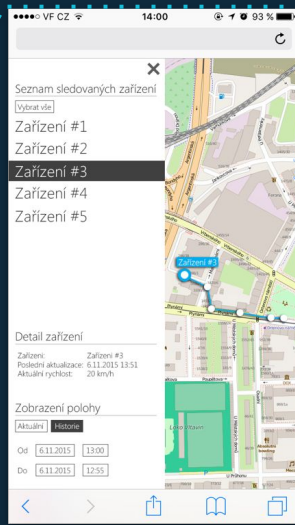 VF CZ 14:00 93 %
Seznam sledovaných zařízení
Vybrat vše
Zařízení #1
Zařízení #2
Zařízení #3
Zařízení #4
Zařízení #5
Zařízení #3
Detail zařízení
Zařízení: Zařízení #3
Poslední aktualizace: 6.11.2015 13:51
Aktuální rychlost: 20 km/h
Zobrazení polohy
Aktuální Historie
Od 6.11.2015 13:00
Do 6.11.2015 12:55
Jankovcova
U Průhonu